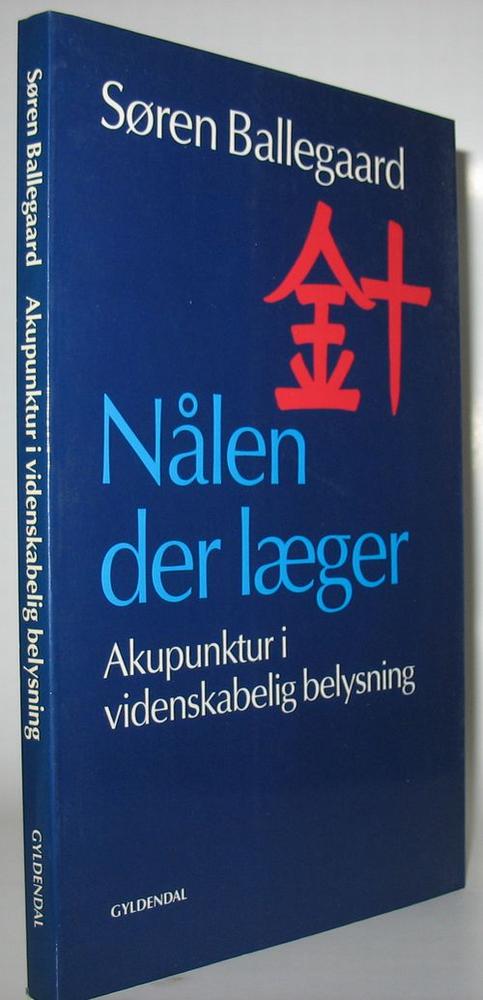 Søren Ballegaard
針
Nålen
der læger
Akupunktur i
videnskabelig belysning
GYLDENDAL
Søren Ballegaard Akupunktur i videnskabelig belysning GYLDENDAL